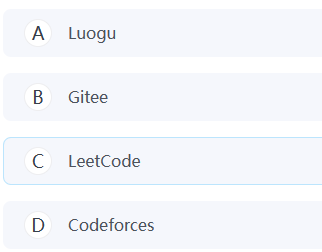 A Luogu
B Gitee
C LeetCode
D Codeforces